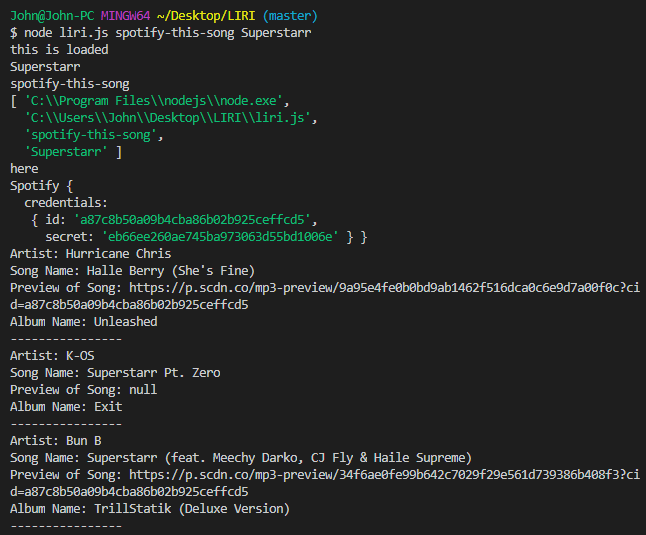 John@John-PC MINGW64 ~/Desktop/LIRI (master)
$ node liri.js spotify-this-song Superstarr
this is loaded
Superstarr
spotify-this-song
[ 'C:\\Program Files\\nodejs\\node.exe',
  'C:\\Users\\John\\Desktop\\LIRI\\liri.js',
  'spotify-this-song',
  'Superstarr' ]
here
Spotify {
  credentials:
   { id: 'a87c8b50a09b4cba86b02b925ceffcd5',
     secret: 'eb66ee260ae745ba973063d55bd1006e' } }
Artist: Hurricane Chris
Song Name: Halle Berry (She's Fine)
Preview of Song: https://p.scdn.co/mp3-preview/9a95e4fe0b0bd9ab1462f516dca0c6e9d7a00f0c?ci
d=a87c8b50a09b4cba86b02b925ceffcd5
Album Name: Unleashed
----------------
Artist: K-OS
Song Name: Superstarr Pt. Zero
Preview of Song: null
Album Name: Exit
----------------
Artist: Bun B
Song Name: Superstarr (feat. Meechy Darko, CJ Fly & Haile Supreme)
Preview of Song: https://p.scdn.co/mp3-preview/34f6ae0fe99b642c7029f29e561d739386b408f3?ci
d=a87c8b50a09b4cba86b02b925ceffcd5
Album Name: TrillStatik (Deluxe Version)
----------------